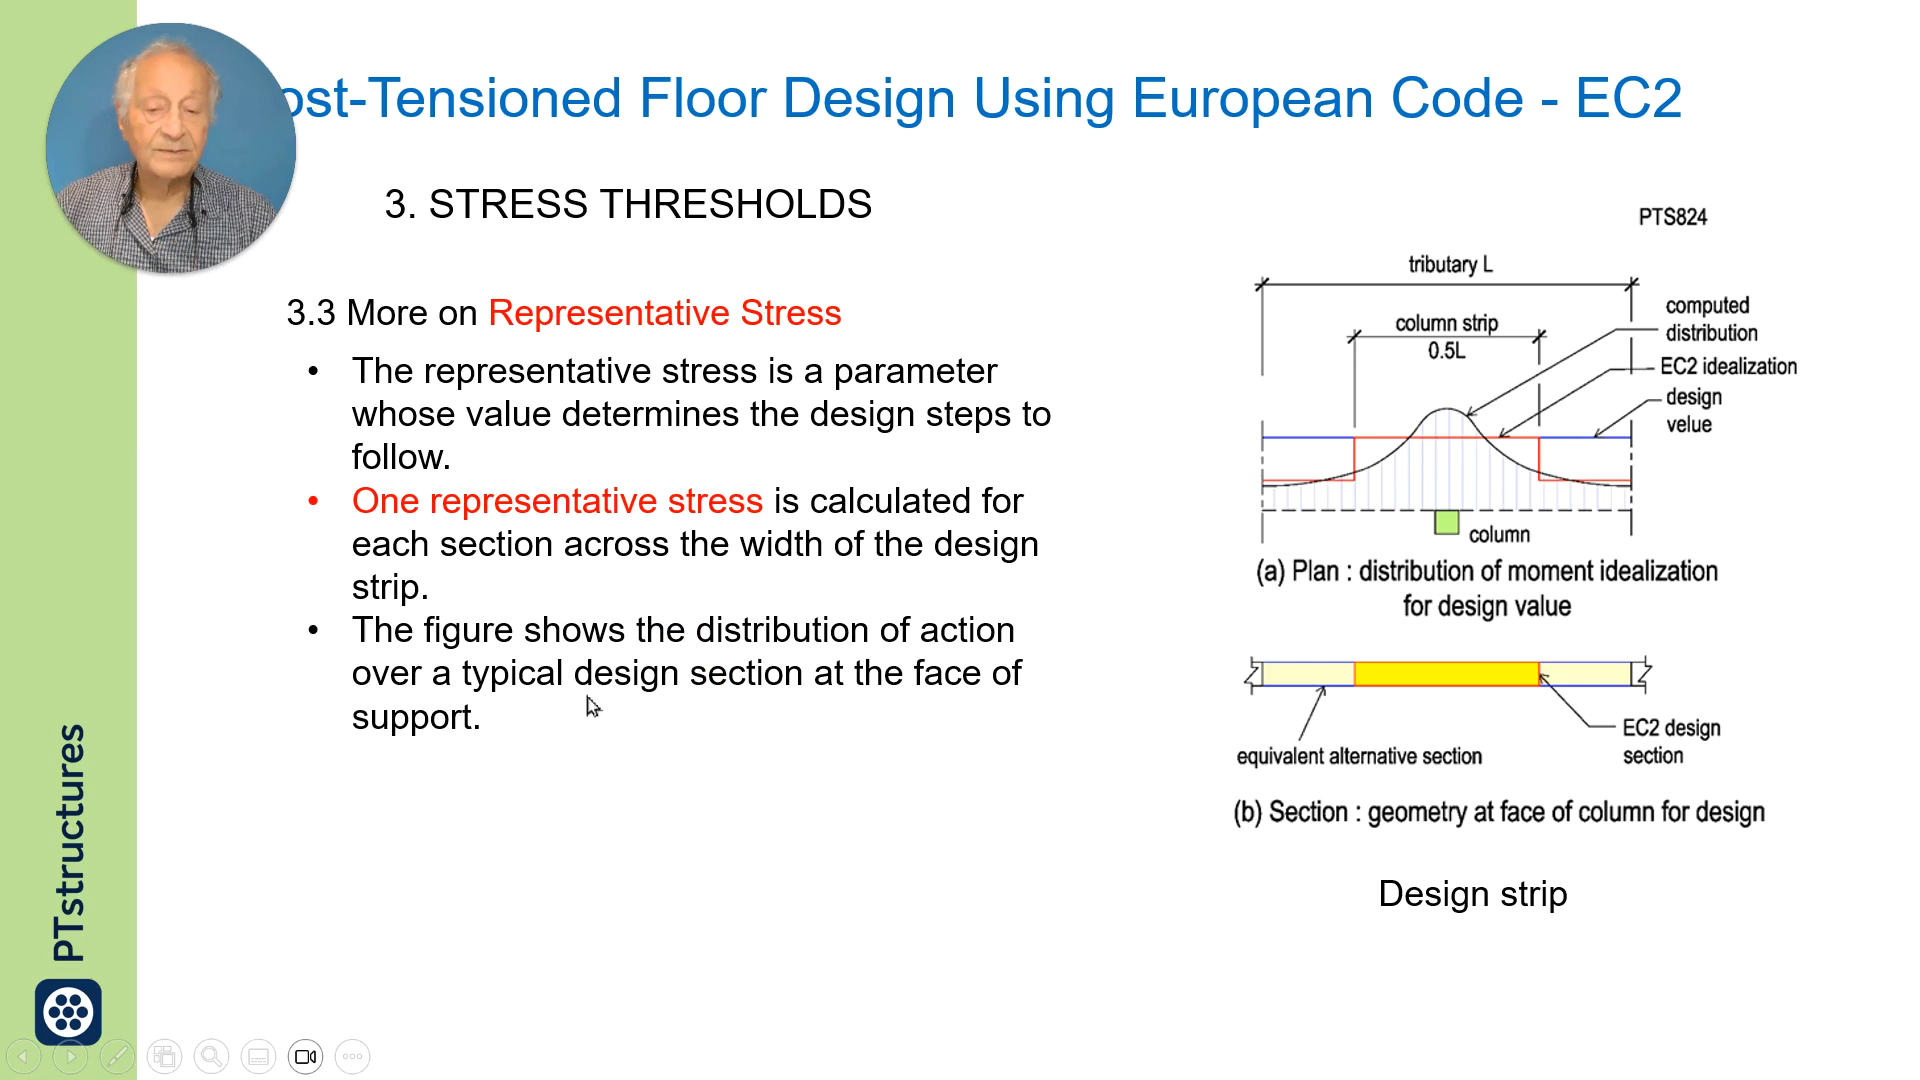 ost-Tensioned Floor Design Using European Code - EC2
3. STRESS THRESHOLDS
3.3 More on Representative Stress
• The representative stress is a parameter
whose value determines the design steps to
follow.
• One representative stress is calculated for
each section across the width of the design
strip.
• The figure shows the distribution of action
over a typical design section at the face of
support.
PTS824
tributary L
column strip
0.5L
computed
distribution
EC2 idealization
design
velue
column
(a) Plan : distribution of moment idealization
for design value
equivalent alternative section
EC2 design
section
(b) Section : geometry at face of column for design
Design strip
PTstructures